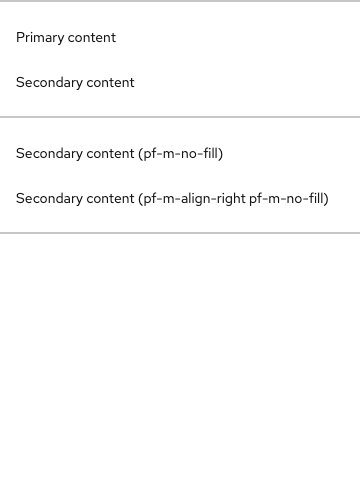 Primary content
Secondary content
Secondary content (pf-m-no-fill)
Secondary content (pf-m-align-right pf-m-no-fill)